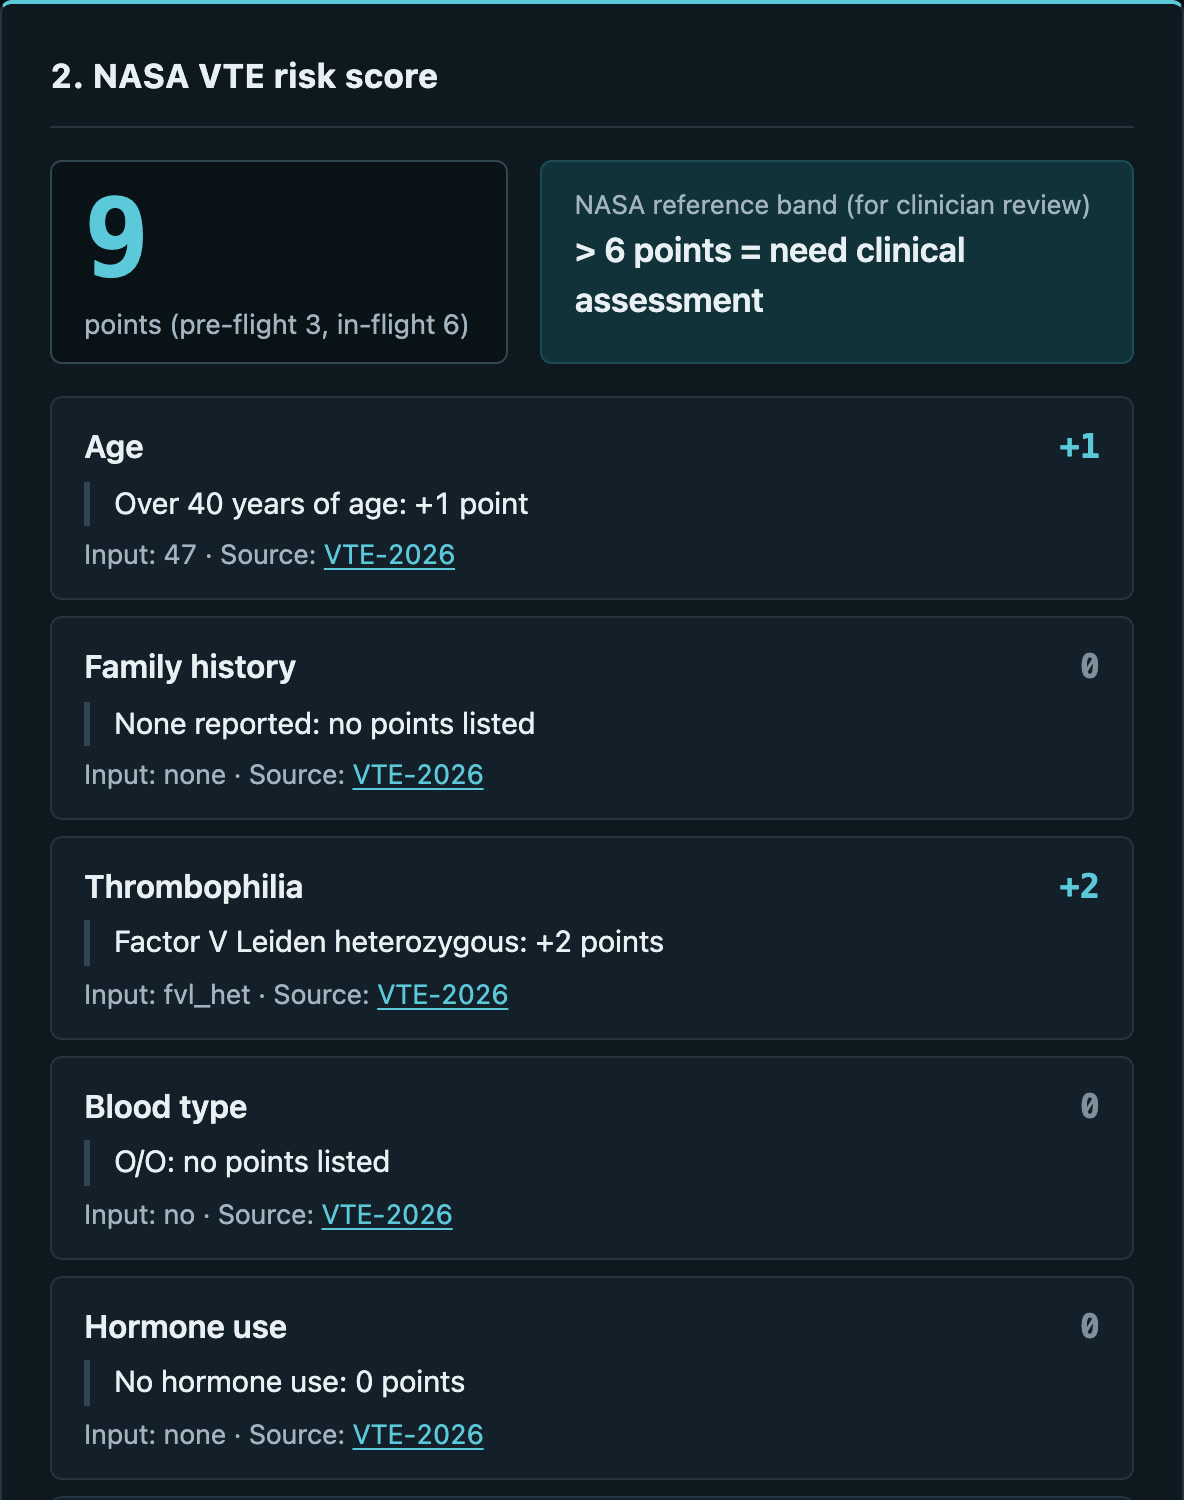 2. NASA VTE risk score
9
points (pre-flight 3, in-flight 6)
NASA reference band (for clinician review)
> 6 points = need clinical
assessment
Age
+1
Over 40 years of age: +1 point
Input: 47 · Source: VTE-2026
Family history
0
None reported: no points listed
Input: none · Source: VTE-2026
Thrombophilia
+2
Factor V Leiden heterozygous: +2 points
Input: fvl_het · Source: VTE-2026
Blood type
0
O/O: no points listed
Input: no · Source: VTE-2026
Hormone use
0
No hormone use: 0 points
Input: none · Source: VTE-2026